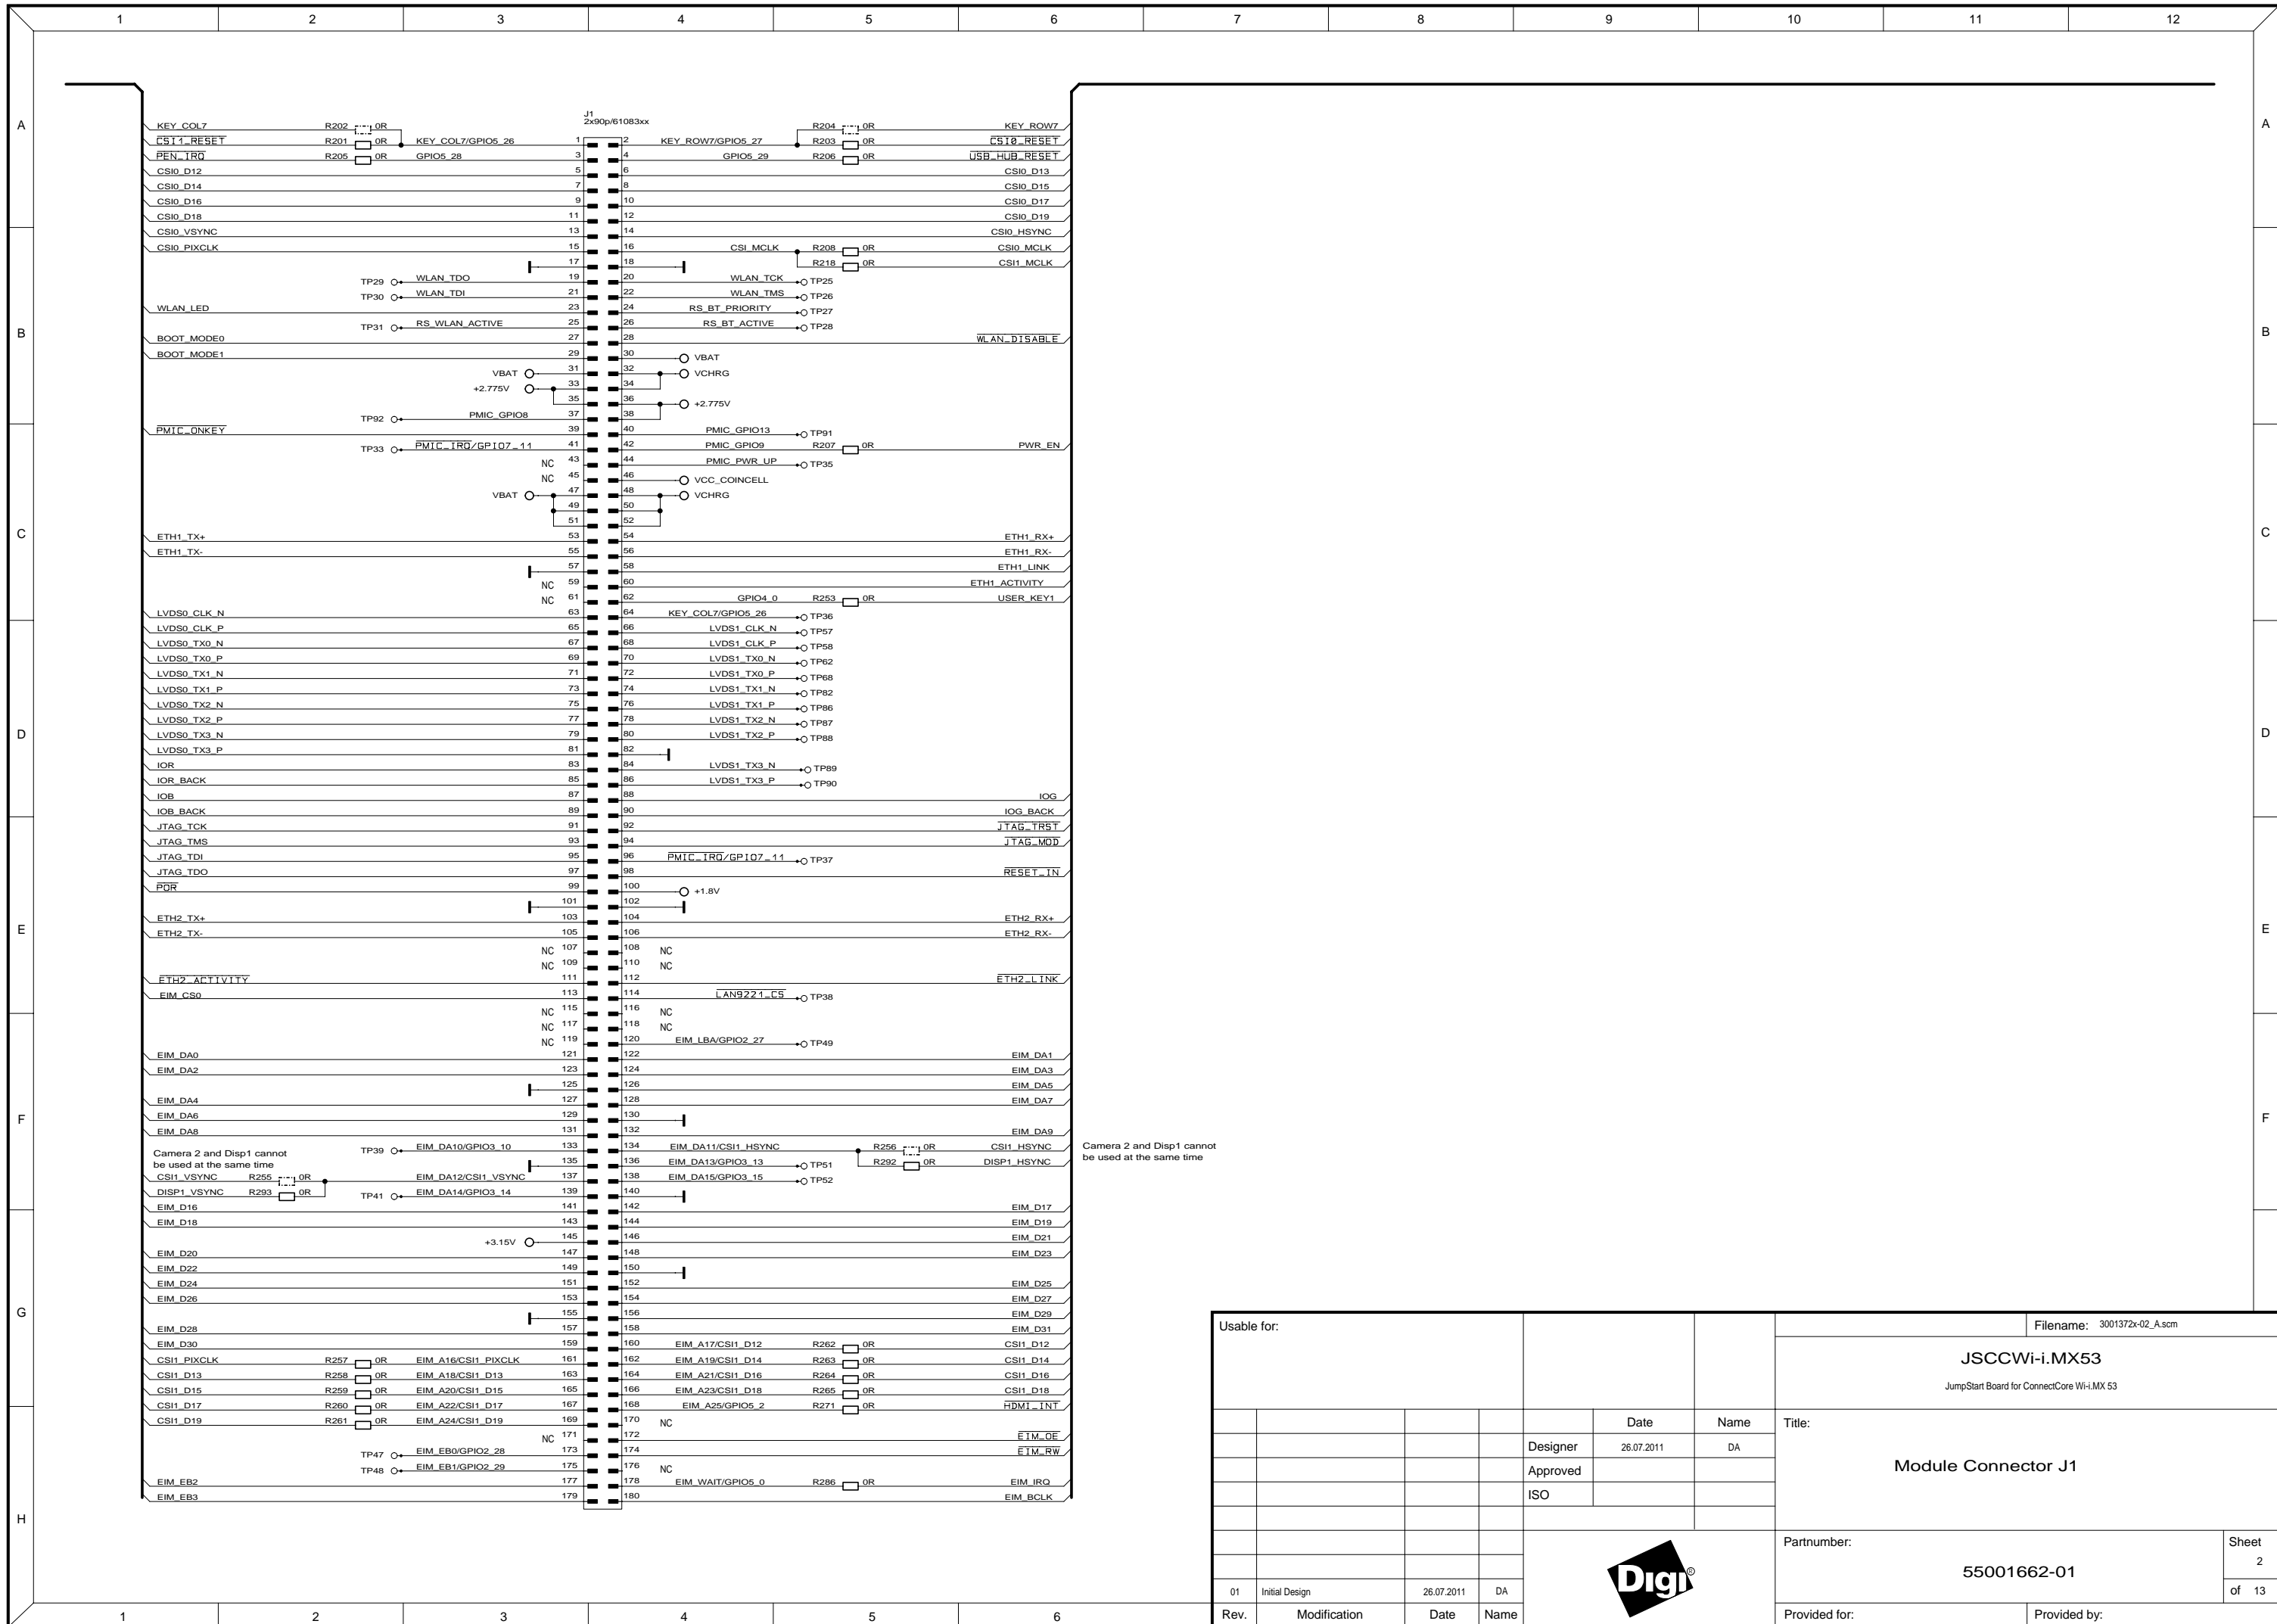 1 2 3 4 5 6 7 8 9 10 11 12
J1
2x90p/61083xx
A KEY_COL7 R202 0R R204 0R KEY_ROW7 A
CSI1_RESET R201 0R KEY_COL7/GPIO5_26 1 2 KEY_ROW7/GPIO5_27 R203 0R CSI0_RESET
PEN_IRQ R205 0R GPIO5_28 3 4 GPIO5_29 R206 0R USB_HUB_RESET
CSI0_D12 5 6 CSI0_D13
CSI0_D14 7 8 CSI0_D15
CSI0_D16 9 10 CSI0_D17
CSI0_D18 11 12 CSI0_D19
CSI0_VSYNC 13 14 CSI0_HSYNC
CSI0_PIXCLK 15 16 CSI_MCLK R208 0R CSI0_MCLK
17 18 R218 0R CSI1_MCLK
TP29 WLAN_TDO 19 20 WLAN_TCK TP25
TP30 WLAN_TDI 21 22 WLAN_TMS TP26
WLAN_LED 23 24 RS_BT_PRIORITY TP27
TP31 RS_WLAN_ACTIVE 25 26 RS_BT_ACTIVE TP28
B BOOT_MODE0 27 28 WLAN_DISABLE B
BOOT_MODE1 29 30 VBAT
VBAT 31 32 VCHRG
+2.775V 33 34
35 36 +2.775V
TP92 PMIC_GPIO8 37 38
PMIC_ONKEY 39 40 PMIC_GPIO13 TP91
TP33 PMIC_IRQ/GPIO7_11 41 42 PMIC_GPIO9 R207 0R PWR_EN
NC 43 44 PMIC_PWR_UP TP35
NC 45 46 VCC_COINCELL
VBAT 47 48 VCHRG
49 50
51 52
C ETH1_TX+ 53 54 ETH1_RX+ C
ETH1_TX- 55 56 ETH1_RX-
57 58 ETH1_LINK
NC 59 60 ETH1_ACTIVITY
NC 61 62 GPIO4_0 R253 0R USER_KEY1
LVDS0_CLK_N 63 64 KEY_COL7/GPIO5_26 TP36
LVDS0_CLK_P 65 66 LVDS1_CLK_N TP57
LVDS0_TX0_N 67 68 LVDS1_CLK_P TP58
LVDS0_TX0_P 69 70 LVDS1_TX0_N TP62
LVDS0_TX1_N 71 72 LVDS1_TX0_P TP68
LVDS0_TX1_P 73 74 LVDS1_TX1_N TP82
LVDS0_TX2_N 75 76 LVDS1_TX1_P TP86
LVDS0_TX2_P 77 78 LVDS1_TX2_N TP87
D LVDS0_TX3_N 79 80 LVDS1_TX2_P TP88 D
LVDS0_TX3_P 81 82
IOR 83 84 LVDS1_TX3_N TP89
IOR_BACK 85 86 LVDS1_TX3_P TP90
IOB 87 88 IOG
IOB_BACK 89 90 IOG_BACK
JTAG_TCK 91 92 JTAG_TRST
JTAG_TMS 93 94 JTAG_MOD
JTAG_TDI 95 96 PMIC_IRQ/GPIO7_11 TP37
JTAG_TDO 97 98 RESET_IN
POR 99 100 +1.8V
101 102
ETH2_TX+ 103 104 ETH2_RX+
E ETH2_TX- 105 106 ETH2_RX- E
NC 107 108 NC
NC 109 110 NC
ETH2_ACTIVITY 111 112 ETH2_LINK
EIM_CS0 113 114 LAN9221_CS TP38
NC 115 116 NC
NC 117 118 NC
NC 119 120 EIM_LBA/GPIO2_27 TP49
EIM_DA0 121 122 EIM_DA1
EIM_DA2 123 124 EIM_DA3
125 126 EIM_DA5
EIM_DA4 127 128 EIM_DA7
F EIM_DA6 129 130 F
EIM_DA8 131 132 EIM_DA9
TP39 EIM_DA10/GPIO3_10 133 134 EIM_DA11/CSI1_HSYNC R256 0R CSI1_HSYNC Camera 2 and Disp1 cannot
Camera 2 and Disp1 cannot
be used at the same time 135 136 EIM_DA13/GPIO3_13 TP51 R292 0R DISP1_HSYNC be used at the same time
CSI1_VSYNC R255 0R EIM_DA12/CSI1_VSYNC 137 138 EIM_DA15/GPIO3_15 TP52
DISP1_VSYNC R293 0R TP41 EIM_DA14/GPIO3_14 139 140
EIM_D16 141 142 EIM_D17
EIM_D18 143 144 EIM_D19
+3.15V 145 146 EIM_D21
EIM_D20 147 148 EIM_D23
EIM_D22 149 150
EIM_D24 151 152 EIM_D25
EIM_D26 153 154 EIM_D27
G 155 156 EIM_D29
EIM_D28 157 158 EIM_D31
EIM_D30 159 160 EIM_A17/CSI1_D12 R262 0R CSI1_D12
CSI1_PIXCLK R257 0R EIM_A16/CSI1_PIXCLK 161 162 EIM_A19/CSI1_D14 R263 0R CSI1_D14
CSI1_D13 R258 0R EIM_A18/CSI1_D13 163 164 EIM_A21/CSI1_D16 R264 0R CSI1_D16
CSI1_D15 R259 0R EIM_A20/CSI1_D15 165 166 EIM_A23/CSI1_D18 R265 0R CSI1_D18
CSI1_D17 R260 0R EIM_A22/CSI1_D17 167 168 EIM_A25/GPIO5_2 R271 0R HDMI_INT
CSI1_D19 R261 0R EIM_A24/CSI1_D19 169 170 NC
NC 171 172 EIM_OE
TP47 EIM_EB0/GPIO2_28 173 174 EIM_RW
TP48 EIM_EB1/GPIO2_29 175 176 NC
EIM_EB2 177 178 EIM_WAIT/GPIO5_0 R286 0R EIM_IRQ
EIM_EB3 179 180 EIM_BCLK
H
Usable for: Filename: 3001372x-02_A.scm
JSCCWi-i.MX53
JumpStart Board for ConnectCore Wi-i.MX 53
Date Name Title:
Designer 26.07.2011 DA
Approved Module Connector J1
ISO
Partnumber: Sheet
Digi® 55001662-01 2
01 Initial Design 26.07.2011 DA of 13
Rev. Modification Date Name Provided for: Provided by:
1 2 3 4 5 6